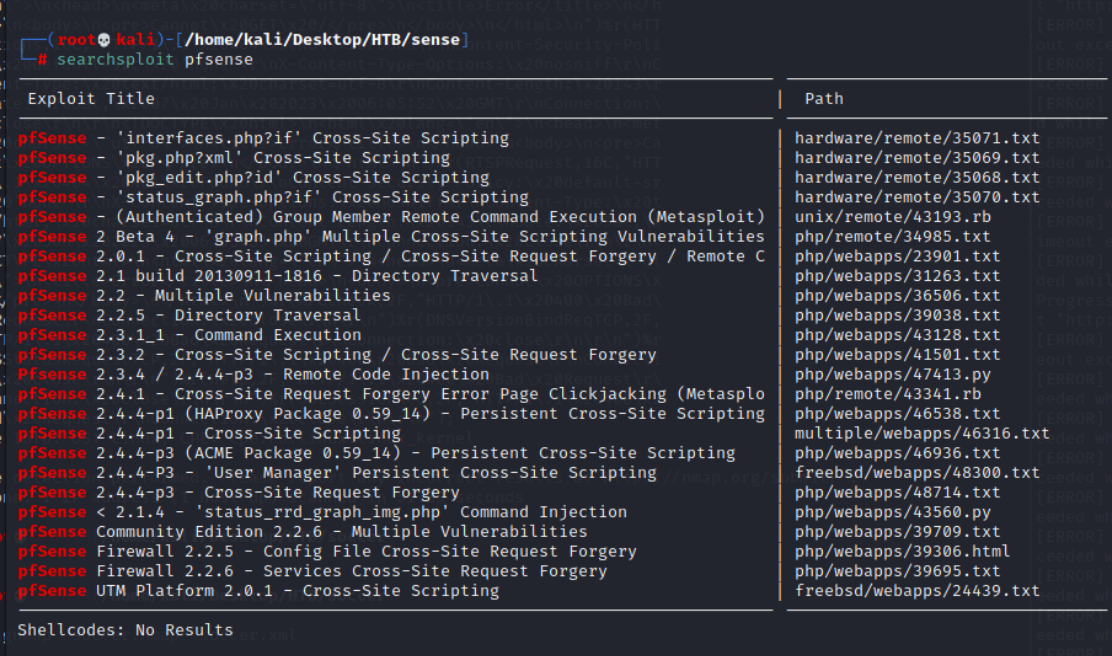 (root💀kali)-[/home/kali/Desktop/HTB/sense]
# searchsploit pfsense
Exploit Title | Path
pfSense - 'interfaces.php?if' Cross-Site Scripting | hardware/remote/35071.txt
pfSense - 'pkg.php?xml' Cross-Site Scripting | hardware/remote/35069.txt
pfSense - 'pkg_edit.php?id' Cross-Site Scripting | hardware/remote/35068.txt
pfSense - 'status_graph.php?if' Cross-Site Scripting | hardware/remote/35070.txt
pfSense - (Authenticated) Group Member Remote Command Execution (Metasploit) | unix/remote/43193.rb
pfSense 2 Beta 4 - 'graph.php' Multiple Cross-Site Scripting Vulnerabilities | php/remote/34985.txt
pfSense 2.0.1 - Cross-Site Scripting / Cross-Site Request Forgery / Remote C | php/webapps/23901.txt
pfSense 2.1 build 20130911-1816 - Directory Traversal | php/webapps/31263.txt
pfSense 2.2 - Multiple Vulnerabilities | php/webapps/36506.txt
pfSense 2.2.5 - Directory Traversal | php/webapps/39038.txt
pfSense 2.3.1_1 - Command Execution | php/webapps/43128.txt
pfSense 2.3.2 - Cross-Site Scripting / Cross-Site Request Forgery | php/webapps/41501.txt
Pfsense 2.3.4 / 2.4.4-p3 - Remote Code Injection | php/webapps/47413.py
pfSense 2.4.1 - Cross-Site Request Forgery Error Page Clickjacking (Metasplo | php/remote/43341.rb
pfSense 2.4.4-p1 (HAProxy Package 0.59_14) - Persistent Cross-Site Scripting | php/webapps/46538.txt
pfSense 2.4.4-p1 - Cross-Site Scripting | multiple/webapps/46316.txt
pfSense 2.4.4-p3 (ACME Package 0.59_14) - Persistent Cross-Site Scripting | php/webapps/46936.txt
pfSense 2.4.4-P3 - 'User Manager' Persistent Cross-Site Scripting | freebsd/webapps/48300.txt
pfSense 2.4.4-p3 - Cross-Site Request Forgery | php/webapps/48714.txt
pfSense < 2.1.4 - 'status_rrd_graph_img.php' Command Injection | php/webapps/43560.py
pfSense Community Edition 2.2.6 - Multiple Vulnerabilities | php/webapps/39709.txt
pfSense Firewall 2.2.5 - Config File Cross-Site Request Forgery | php/webapps/39306.html
pfSense Firewall 2.2.6 - Services Cross-Site Request Forgery | php/webapps/39695.txt
pfSense UTM Platform 2.0.1 - Cross-Site Scripting | freebsd/webapps/24439.txt
Shellcodes: No Results